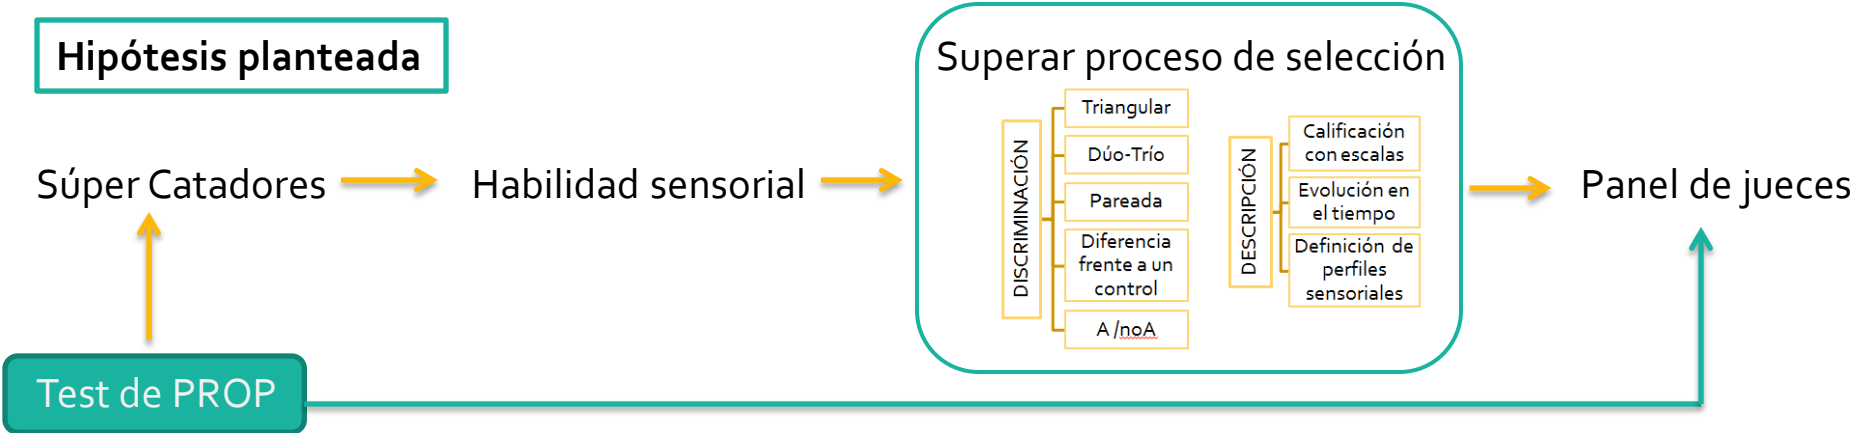 Hipótesis planteada
Súper Catadores
Habilidad sensorial
Superar proceso de selección
DISCRIMINACIÓN
Triangular
Dúo-Trío
Pareada
Diferencia
frente a un
control
A /noA
DESCRIPCIÓN
Calificación
con escalas
Evolución en
el tiempo
Definición de
perfiles
sensoriales
Panel de jueces
Test de PROP